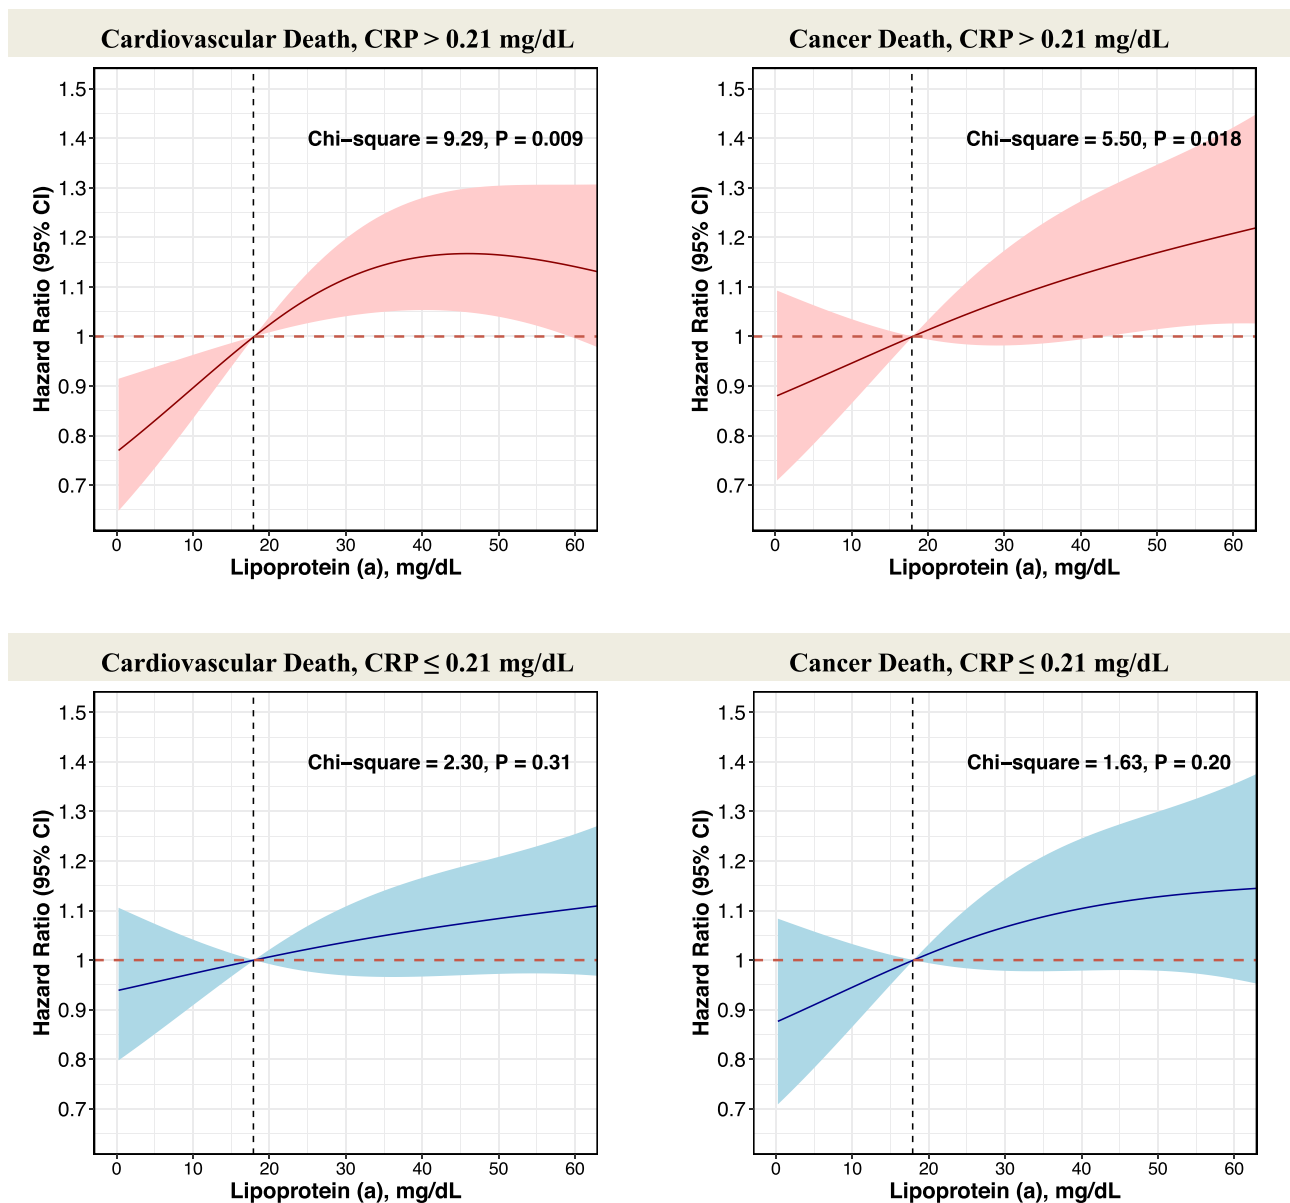 Cardiovascular Death, CRP > 0.21 mg/dL
Chi-square = 9.29, P = 0.009
Hazard Ratio (95% CI)
1.5
1.4
1.3
1.2
1.1
1
0.9
0.8
0.7
0 10 20 30 40 50 60
Lipoprotein (a), mg/dL
Cancer Death, CRP > 0.21 mg/dL
Chi-square = 5.50, P = 0.018
Hazard Ratio (95% CI)
1.5
1.4
1.3
1.2
1.1
1
0.9
0.8
0.7
0 10 20 30 40 50 60
Lipoprotein (a), mg/dL
Cardiovascular Death, CRP ≤ 0.21 mg/dL
Chi-square = 2.30, P = 0.31
Hazard Ratio (95% CI)
1.5
1.4
1.3
1.2
1.1
1
0.9
0.8
0.7
0 10 20 30 40 50 60
Lipoprotein (a), mg/dL
Cancer Death, CRP ≤ 0.21 mg/dL
Chi-square = 1.63, P = 0.20
Hazard Ratio (95% CI)
1.5
1.4
1.3
1.2
1.1
1
0.9
0.8
0.7
0 10 20 30 40 50 60
Lipoprotein (a), mg/dL